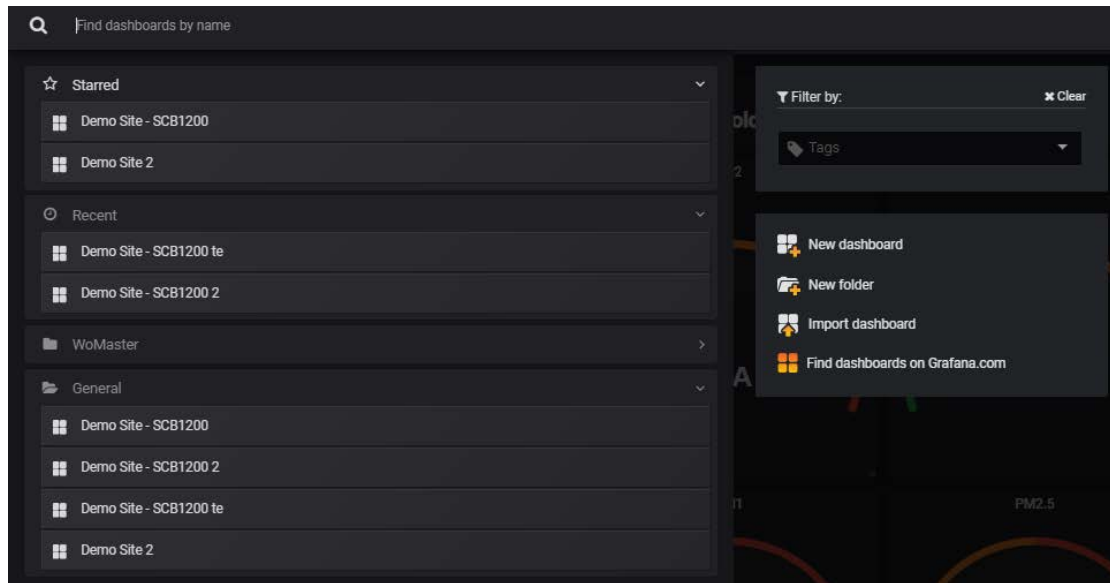 Find dashboards by name
Starred
Demo Site - SCB1200
Demo Site 2
Recent
Demo Site - SCB1200 te
Demo Site - SCB1200 2
WoMaster
General
Demo Site - SCB1200
Demo Site - SCB1200 2
Demo Site - SCB1200 te
Demo Site 2
Filter by:
Clear
Tags
New dashboard
New folder
Import dashboard
Find dashboards on Grafana.com
2
A
PM2.5